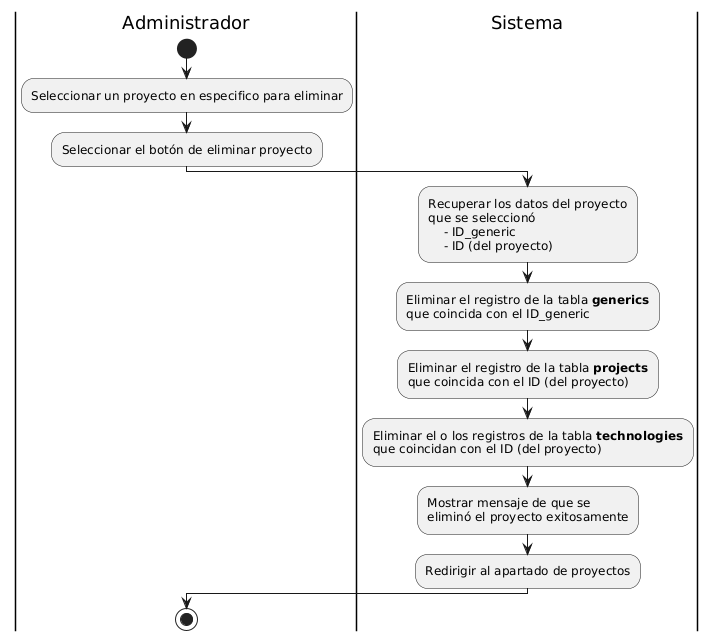 Administrador
Sistema
Seleccionar un proyecto en especifico para eliminar
Seleccionar el botón de eliminar proyecto
Recuperar los datos del proyecto
que se seleccionó
- ID_generic
- ID (del proyecto)
Eliminar el registro de la tabla generics
que coincida con el ID_generic
Eliminar el registro de la tabla projects
que coincida con el ID (del proyecto)
Eliminar el o los registros de la tabla technologies
que coincidan con el ID (del proyecto)
Mostrar mensaje de que se
eliminó el proyecto exitosamente
Redirigir al apartado de proyectos